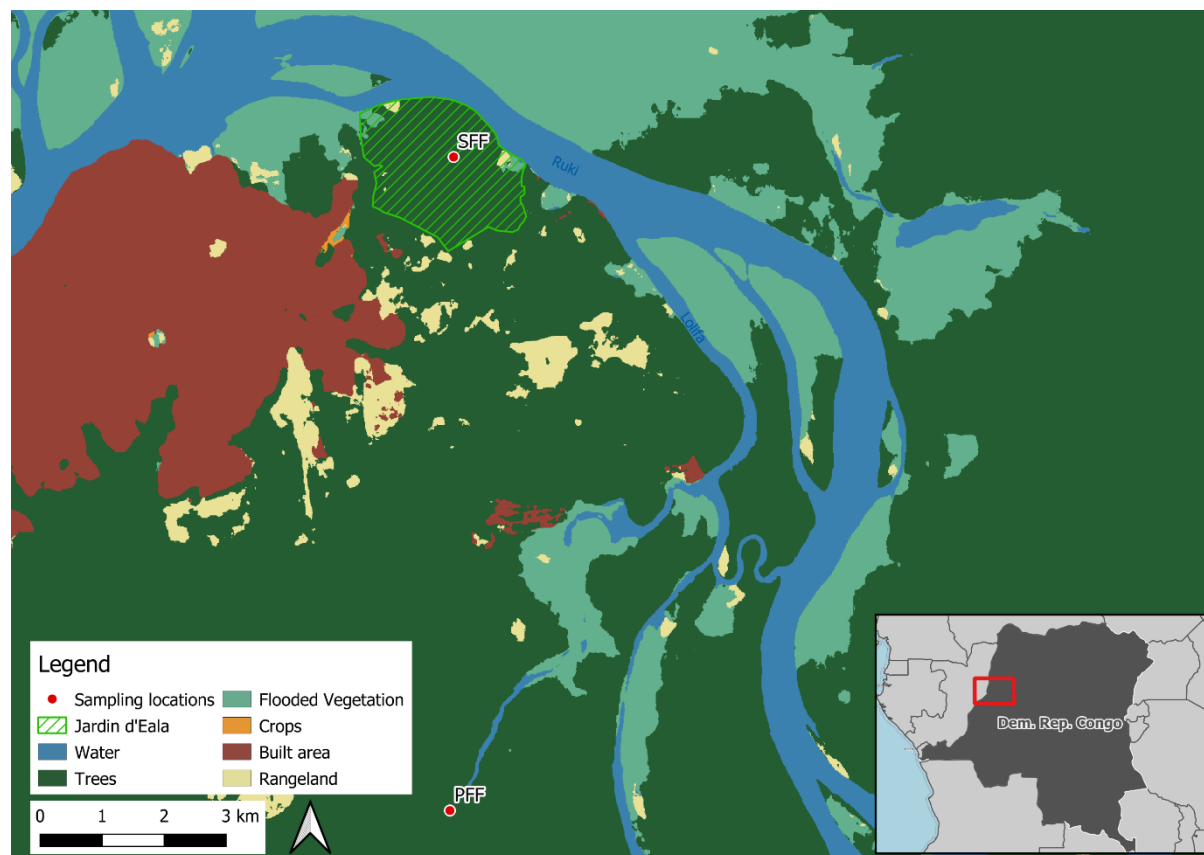 SFF
Ruki
Lolifa
Legend
Sampling locations
Jardin d'Eala
Water
Trees
Flooded Vegetation
Crops
Built area
Rangeland
PFF
0 1 2 3 km
Dem. Rep. Congo